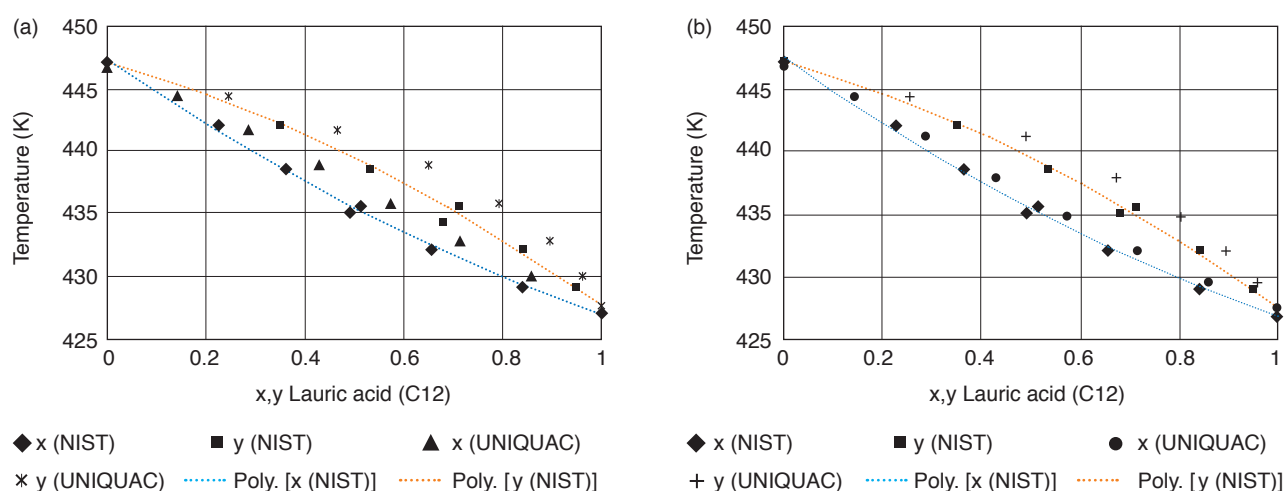 (a)
450
445
440
435
430
425
Temperature (K)
0 0.2 0.4 0.6 0.8 1
x,y Lauric acid (C12)
x (NIST) y (NIST) x (UNIQUAC)
y (UNIQUAC) Poly. [x (NIST)] Poly. [y (NIST)]
(b)
450
445
440
435
430
425
Temperature (K)
0 0.2 0.4 0.6 0.8 1
x,y Lauric acid (C12)
x (NIST) y (NIST) x (UNIQUAC)
y (UNIQUAC) Poly. [x (NIST)] Poly. [y (NIST)]